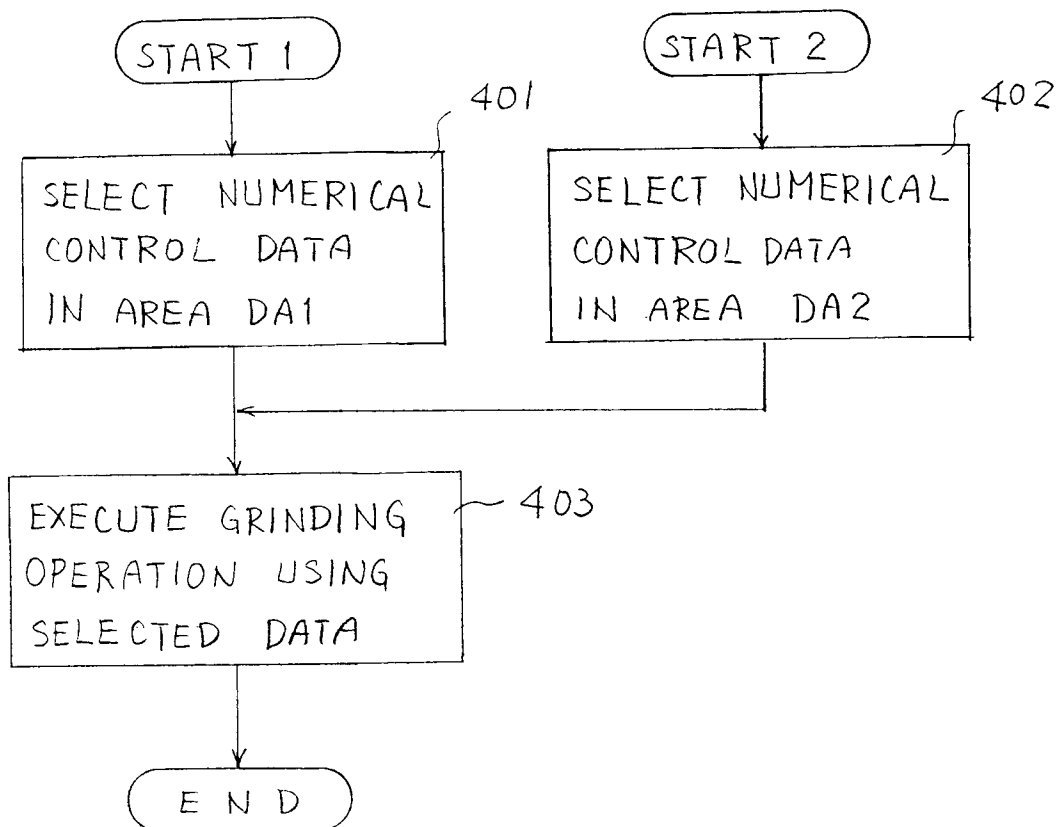 START 1
START 2
401
402
SELECT NUMERICAL
CONTROL DATA
IN AREA DA1
SELECT NUMERICAL
CONTROL DATA
IN AREA DA2
403
EXECUTE GRINDING
OPERATION USING
SELECTED DATA
END